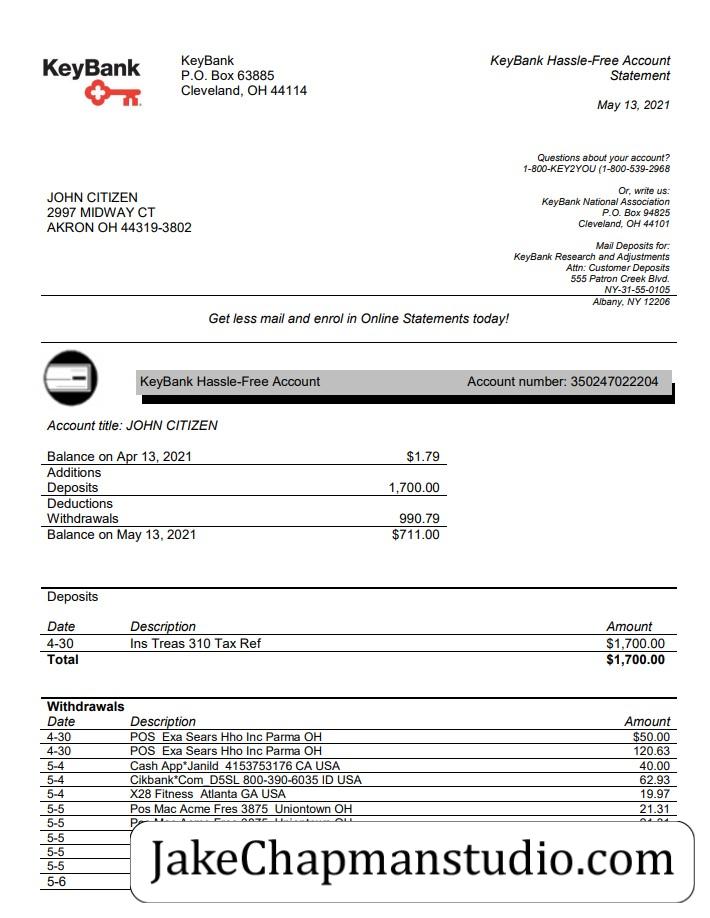 KeyBank
KeyBank
P.O. Box 63885
Cleveland, OH 44114
KeyBank Hassle-Free Account
Statement
May 13, 2021
Questions about your account?
1-800-KEY2YOU (1-800-539-2968
JOHN CITIZEN
2997 MIDWAY CT
AKRON OH 44319-3802
Or, write us:
KeyBank National Association
P.O. Box 94825
Cleveland, OH 44101
Mail Deposits for:
KeyBank Research and Adjustments
Attn: Customer Deposits
555 Patron Creek Blvd.
NY-31-55-0105
Albany, NY 12206
Get less mail and enrol in Online Statements today!
KeyBank Hassle-Free Account Account number: 350247022204
Account title: JOHN CITIZEN
Balance on Apr 13, 2021 $1.79
Additions
Deposits 1,700.00
Deductions
Withdrawals 990.79
Balance on May 13, 2021 $711.00
Deposits
Date Description Amount
4-30 Ins Treas 310 Tax Ref $1,700.00
Total $1,700.00
Withdrawals
Date Description Amount
4-30 POS Exa Sears Hho Inc Parma OH $50.00
4-30 POS Exa Sears Hho Inc Parma OH 120.63
5-4 Cash App*Janild 4153753176 CA USA 40.00
5-4 Cikbank*Com_D5SL 800-390-6035 ID USA 62.93
5-4 X28 Fitness Atlanta GA USA 19.97
5-5 Pos Mac Acme Fres 3875 Uniontown OH 21.31
5-5
5-5
5-5
5-5
5-6
JakeChapmanstudio.com